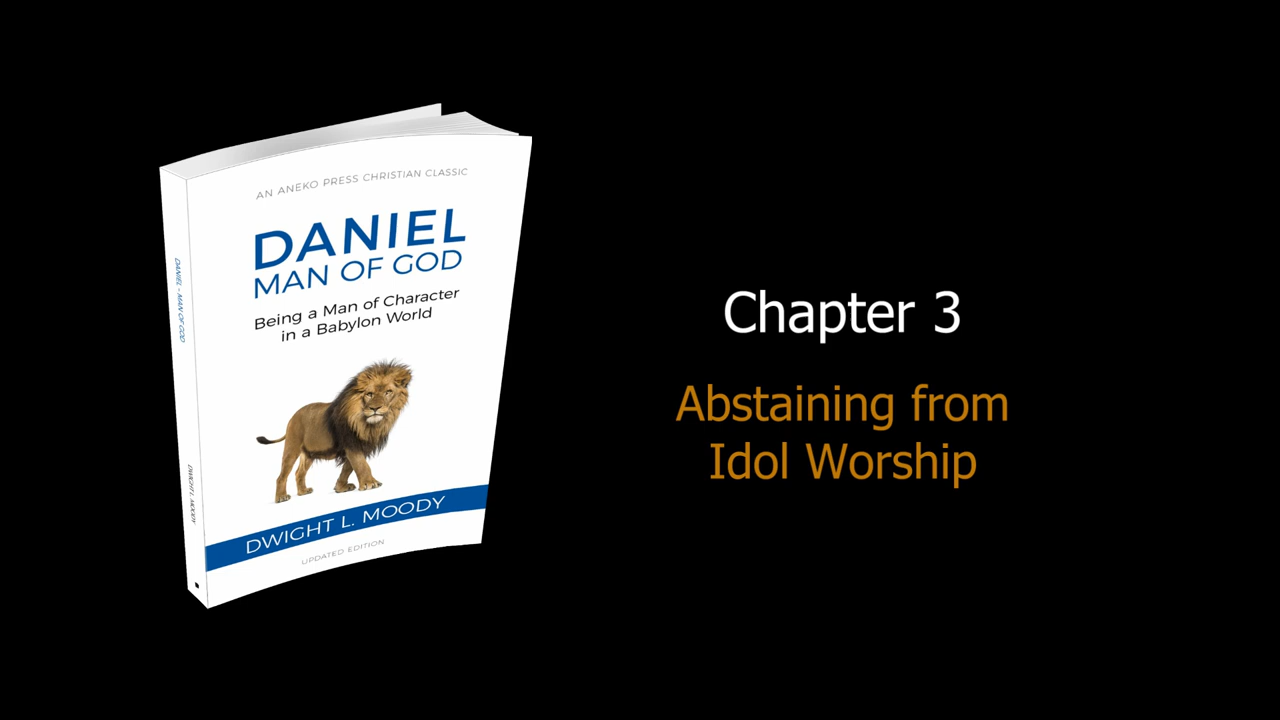 AN ANEKO PRESS CHRISTIAN CLASSIC
DANIEL
MAN OF GOD
Being a Man of Character
in a Babylon World
DWIGHT L. MOODY
UPDATED EDITION
DANIEL - MAN OF GOD
DWIGHT L. MOODY
Chapter 3
Abstaining from
Idol Worship